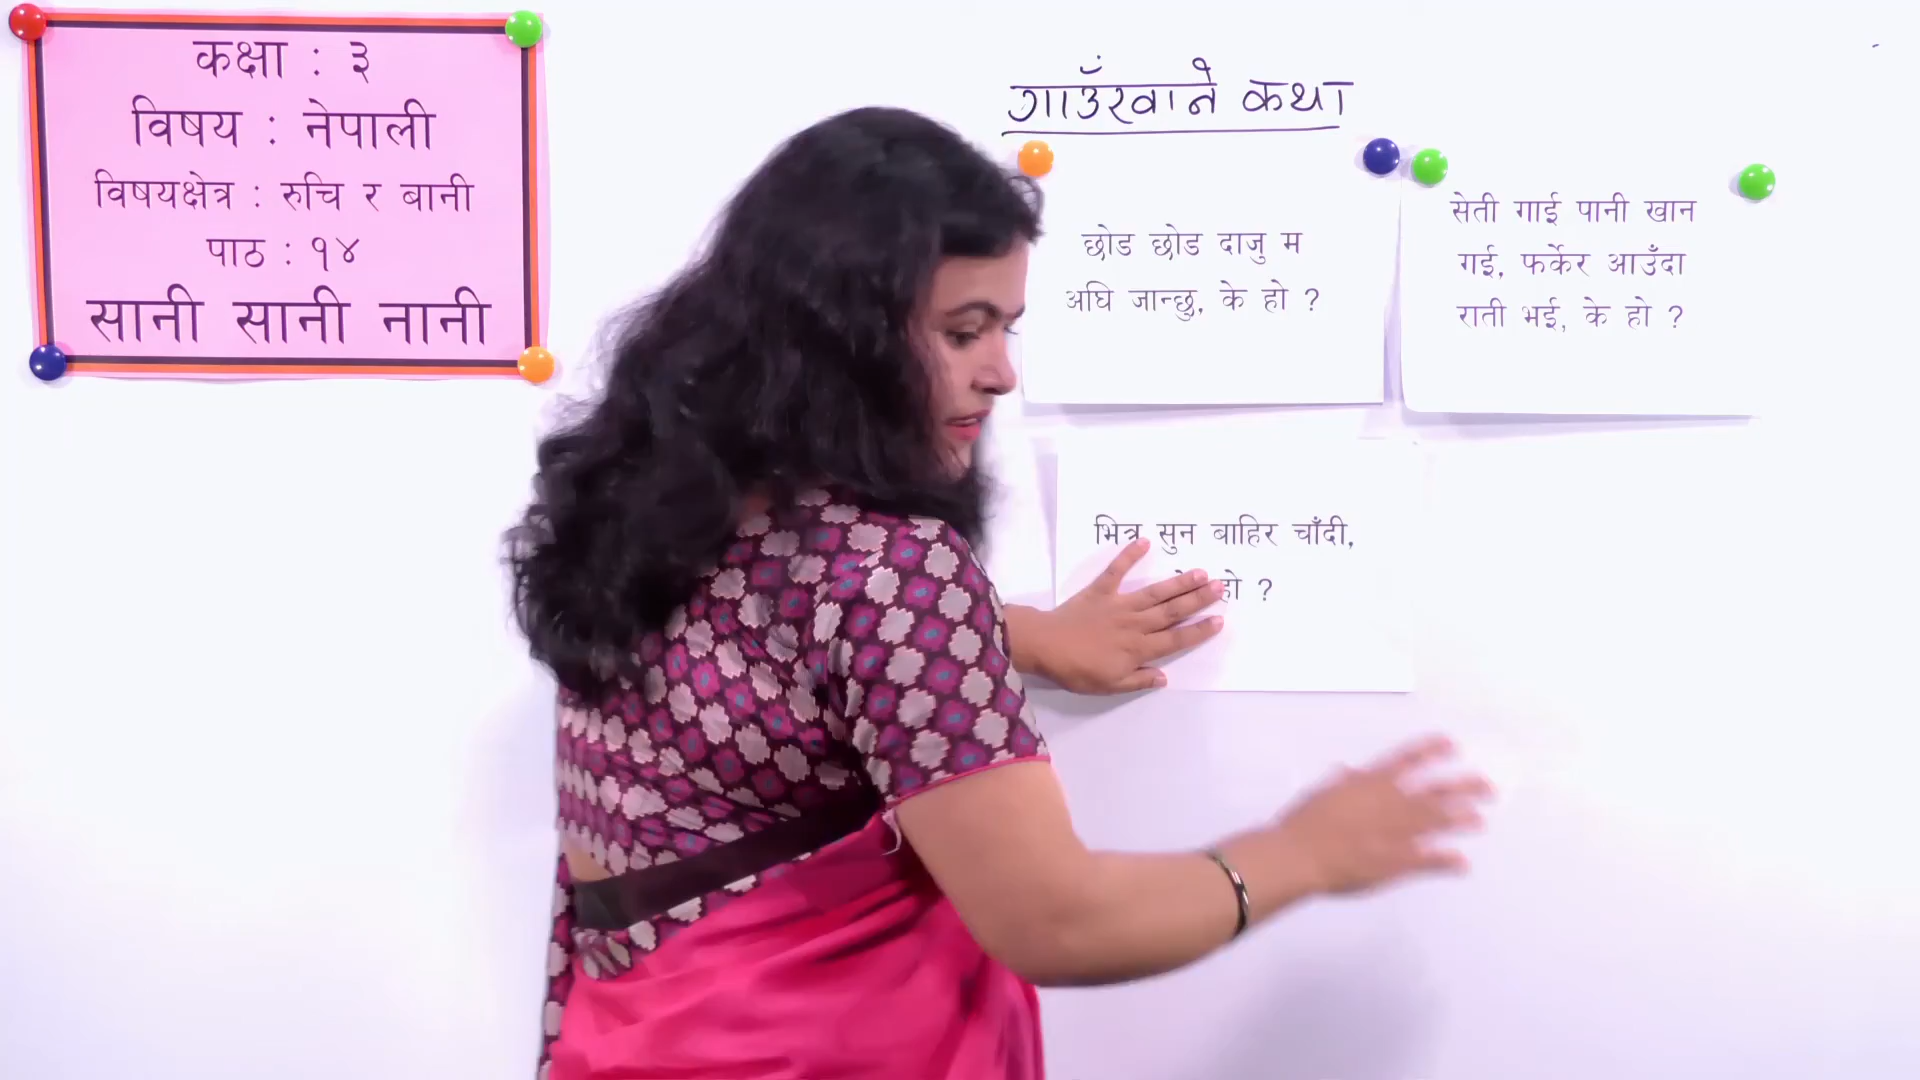 कक्षा : ३
विषय : नेपाली
विषयक्षेत्र : रुचि र बानी
पाठ : १४
सानी सानी नानी
गाउँखाने कथा
छोड छोड दाजु म
अघि जान्छु, के हो ?
सेती गाई पानी खान
गई, फर्केर आउँदा
राती भई, के हो ?
भित्र सुन बाहिर चाँदी,
हो ?